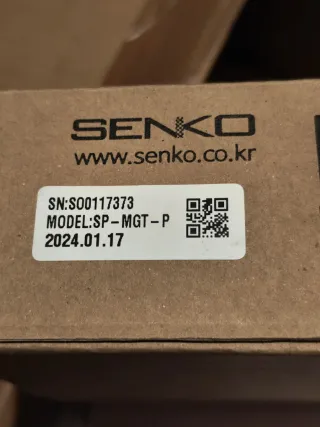 SENKO
www.senko.co.kr
SN:S00117373
MODEL:SP-MGT-P
2024.01.17